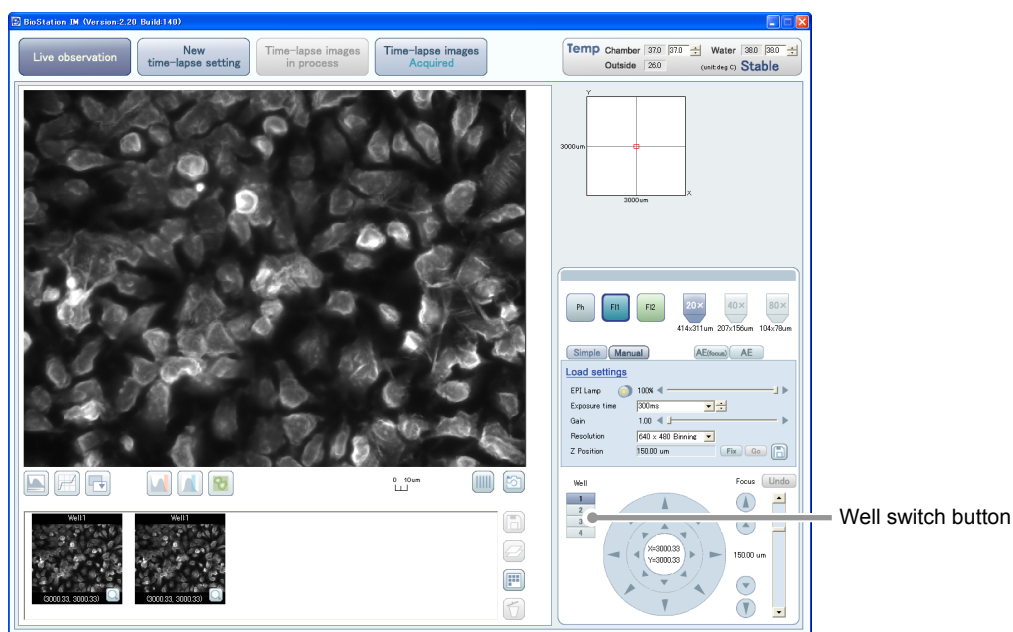 BioStation IM (Version:2.20 Build:140)
Live observation
New
time-lapse setting
Time-lapse images
in process
Time-lapse images
Acquired
Temp Chamber 37.0 37.0 Water 38.0 38.0
Outside 26.0 (unit:deg C) Stable
Y
3000um
X
3000um
Ph Fl1 Fl2 20× 40× 80×
414x311um 207x156um 104x78um
Simple Manual AE(focus) AE
Load settings
EPI Lamp 100%
Exposure time 300ms
Gain 1.00
Resolution 640 x 480 Binning
Z Position 150.00 um Fix Go
0 10um
Well Focus Undo
1
2
3
4
X=3000.33
Y=3000.33
150.00 um
Well switch button
Well:1 Well:1
(3000.33, 3000.33) (3000.33, 3000.33)